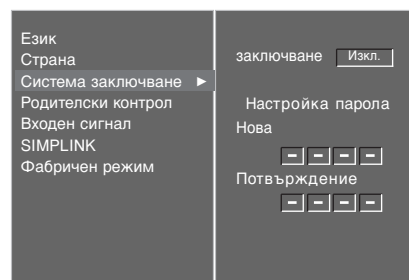 Език
Страна
Система заключване ►
Родителски контрол
Входен сигнал
SIMPLINK
Фабричен режим
заключване Изкл.
Настройка парола
Нова
– – – –
Потвърждение
– – – –